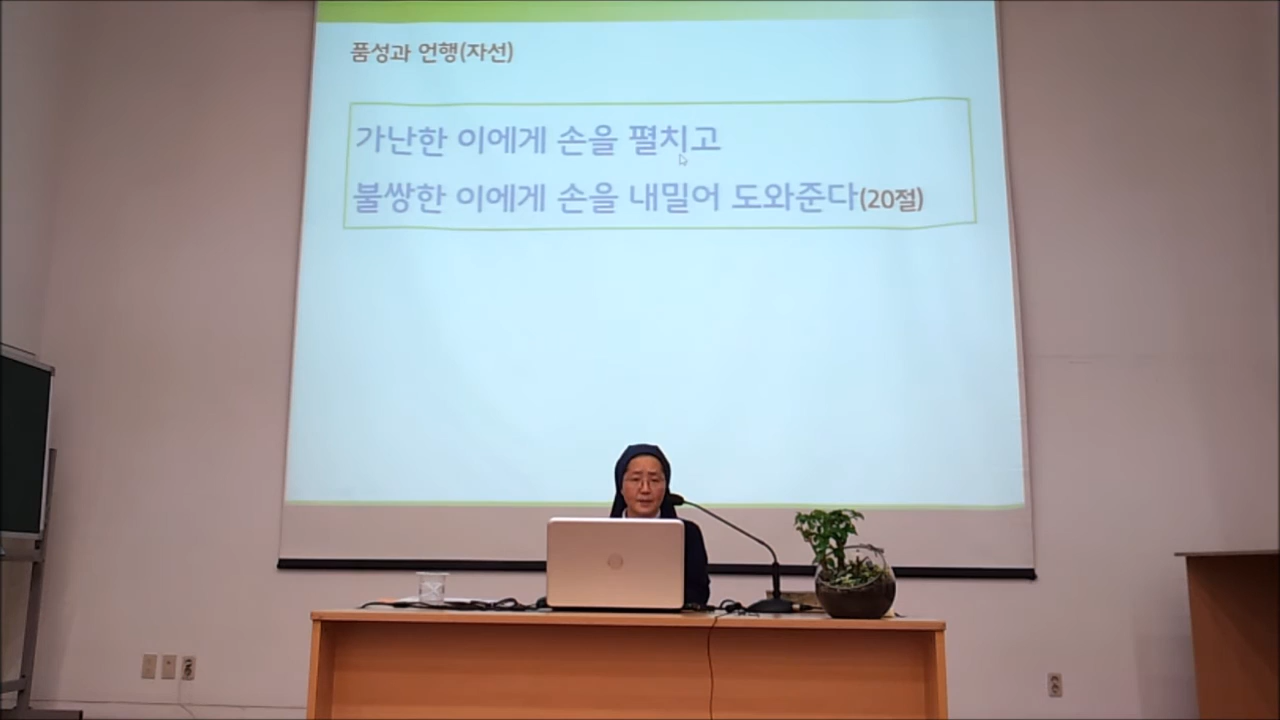 품성과 언행(자선)
가난한 이에게 손을 펼치고
불쌍한 이에게 손을 내밀어 도와준다(20절)